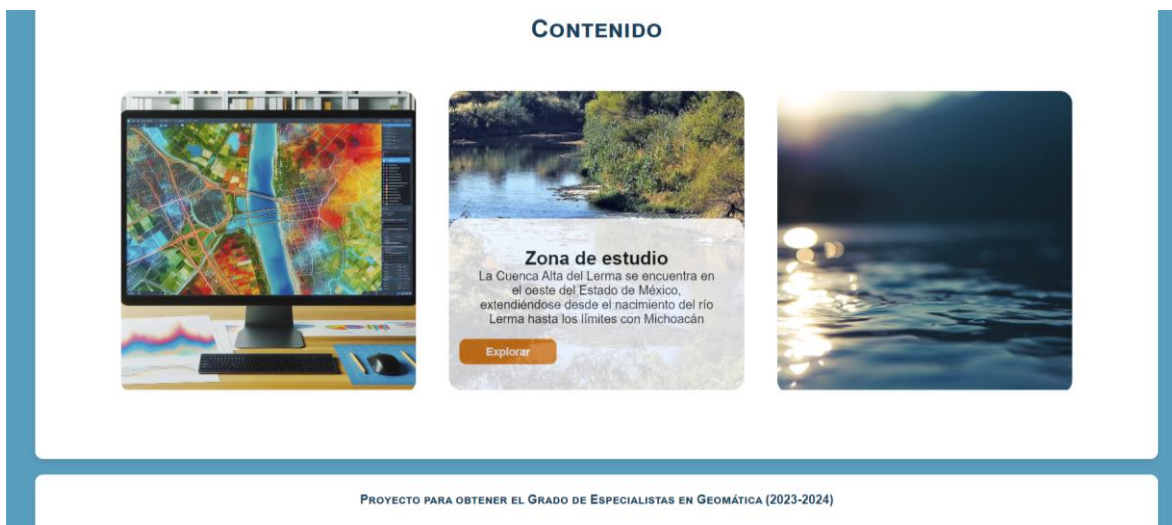 CONTENIDO
Zona de estudio
La Cuenca Alta del Lerma se encuentra en
el oeste del Estado de México,
extendiéndose desde el nacimiento del río
Lerma hasta los límites con Michoacán
Explorar
PROYECTO PARA OBTENER EL GRADO DE ESPECIALISTAS EN GEOMÁTICA (2023-2024)